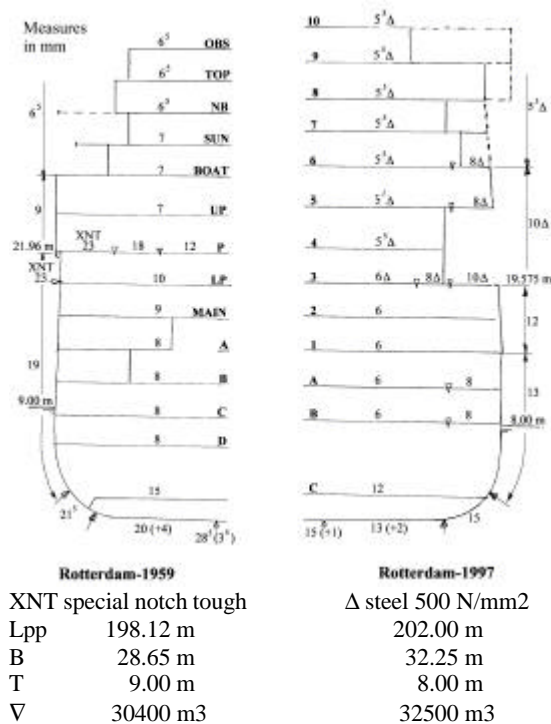 Measures
in mm
6⁵ OBS
6⁵ TOP
6⁵ 6⁵ NB
7 SUN
7 BOAT
9 7 UP
XNT
21.96 m 23 18 12 P
XNT
23 10 LP
9 MAIN
8 A
19
8 B
9.00 m 8 C
8 D
15
21⁵ 20 (+4)
Rotterdam-1959
10 5⁵Δ
9 5⁵Δ
8 5⁵Δ
7 5⁵Δ 5⁵Δ
6 5⁵Δ 8Δ
5 8Δ
10Δ
4 5⁵Δ
3 6Δ 8Δ 10Δ 19.575 m
2 6 12
1 6
A 6 8 13
B 6 8 8.00 m
C 12
15 (+1) 13 (+2) 15
Rotterdam-1997
XNT special notch tough Δ steel 500 N/mm2
Lpp 198.12 m 202.00 m
B 28.65 m 32.25 m
T 9.00 m 8.00 m
∇ 30400 m3 32500 m3